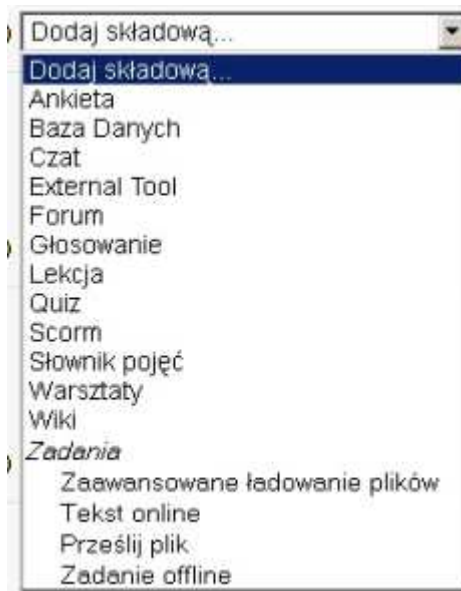 Dodaj składową...
Dodaj składową...
Ankieta
Baza Danych
Czat
External Tool
Forum
Głosowanie
Lekcja
Quiz
Scorm
Słownik pojęć
Warsztaty
Wiki
Zadania
Zaawansowane ładowanie plików
Tekst online
Prześlij plik
Zadanie offline